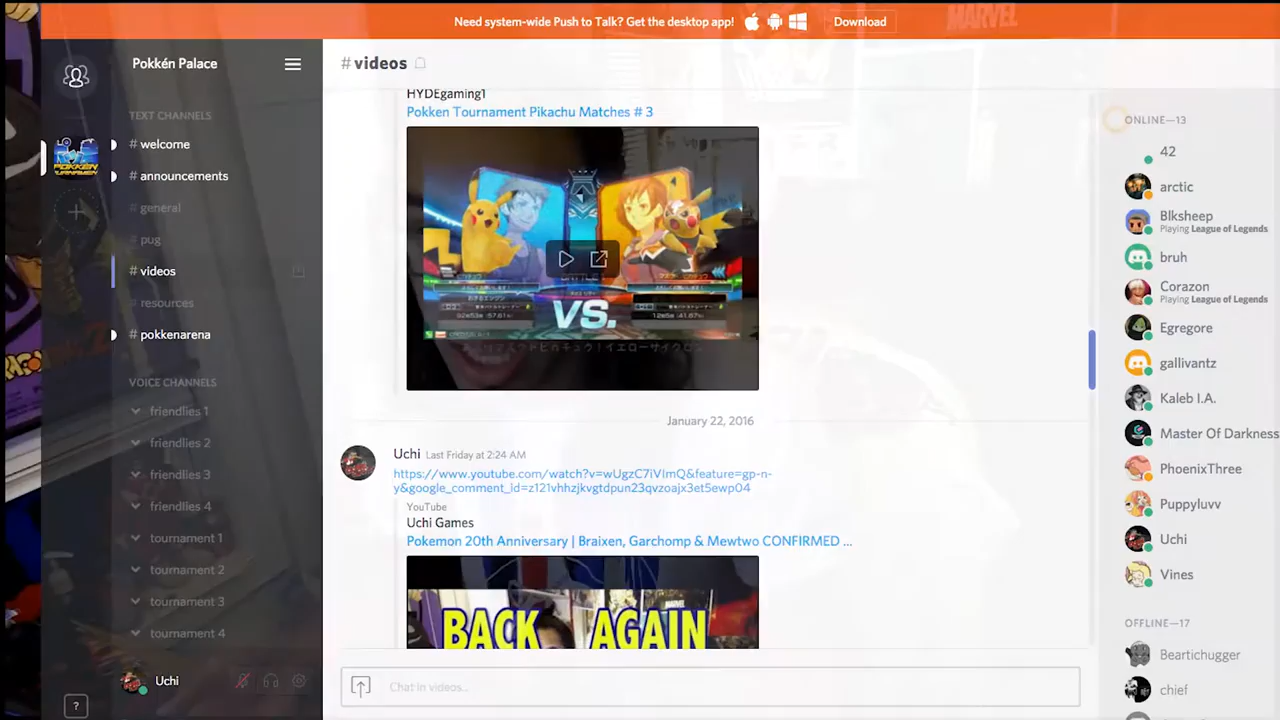 Need system-wide Push to Talk? Get the desktop app!
Download
MARVEL
Pokkén Palace
TEXT CHANNELS
# welcome
# announcements
# general
# pug
# videos
# resources
# pokkenarena
VOICE CHANNELS
friendlies 1
friendlies 2
friendlies 3
friendlies 4
tournament 1
tournament 2
tournament 3
tournament 4
Uchi
?
# videos
HYDEgaming1
Pokken Tournament Pikachu Matches # 3
VS.
January 22, 2016
Uchi Last Friday at 2:24 AM
https://www.youtube.com/watch?v=wUgzC7iVImQ&feature=gp-n-
y&google_comment_id=z121vhhzjkvgtdpun23qvzoajx3et5ewp04
YouTube
Uchi Games
Pokemon 20th Anniversary | Braixen, Garchomp & Mewtwo CONFIRMED ...
BACK AGAIN
Chat in videos..
ONLINE—13
42
arctic
Blksheep
Playing League of Legends
bruh
Corazon
Playing League of Legends
Egregore
gallivantz
Kaleb I.A.
Master Of Darkness
PhoenixThree
Puppyluvv
Uchi
Vines
OFFLINE—17
Beartichugger
chief